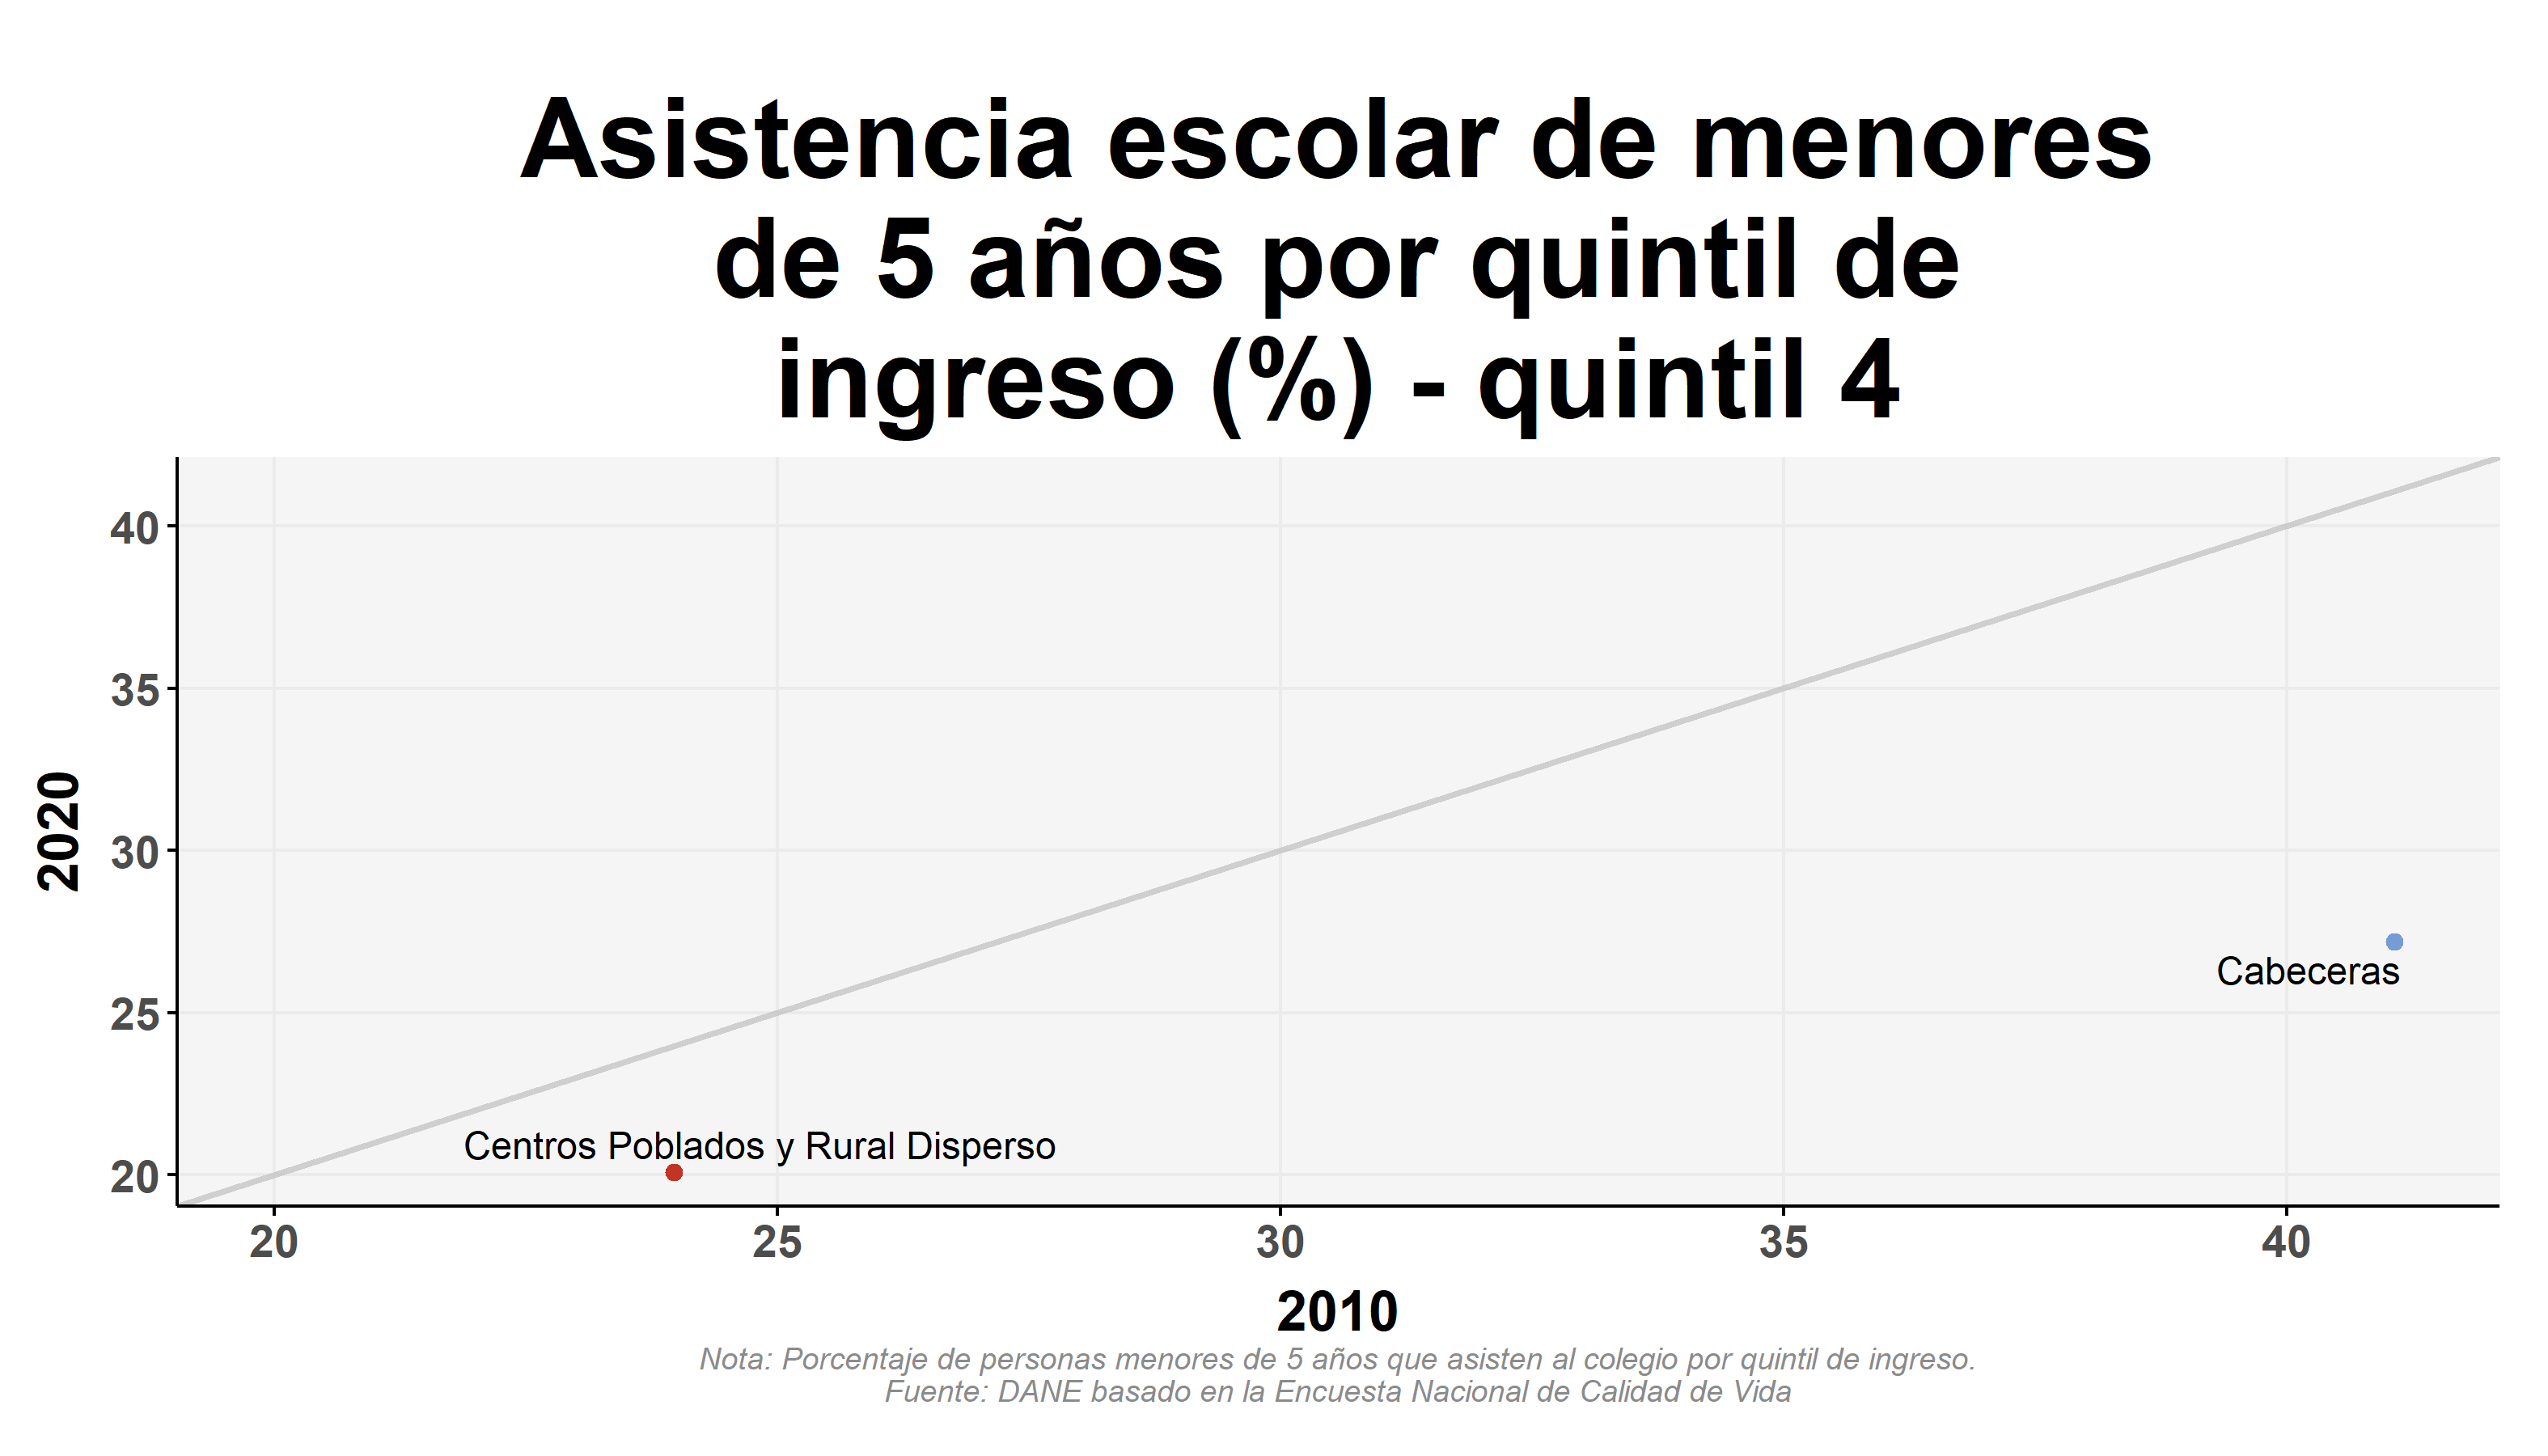 Asistencia escolar de menores
de 5 años por quintil de
ingreso (%) - quintil 4
40
35
30
25
20
2020
Cabeceras
Centros Poblados y Rural Disperso
20
25
30
35
40
2010
Nota: Porcentaje de personas menores de 5 años que asisten al colegio por quintil de ingreso.
Fuente: DANE basado en la Encuesta Nacional de Calidad de Vida